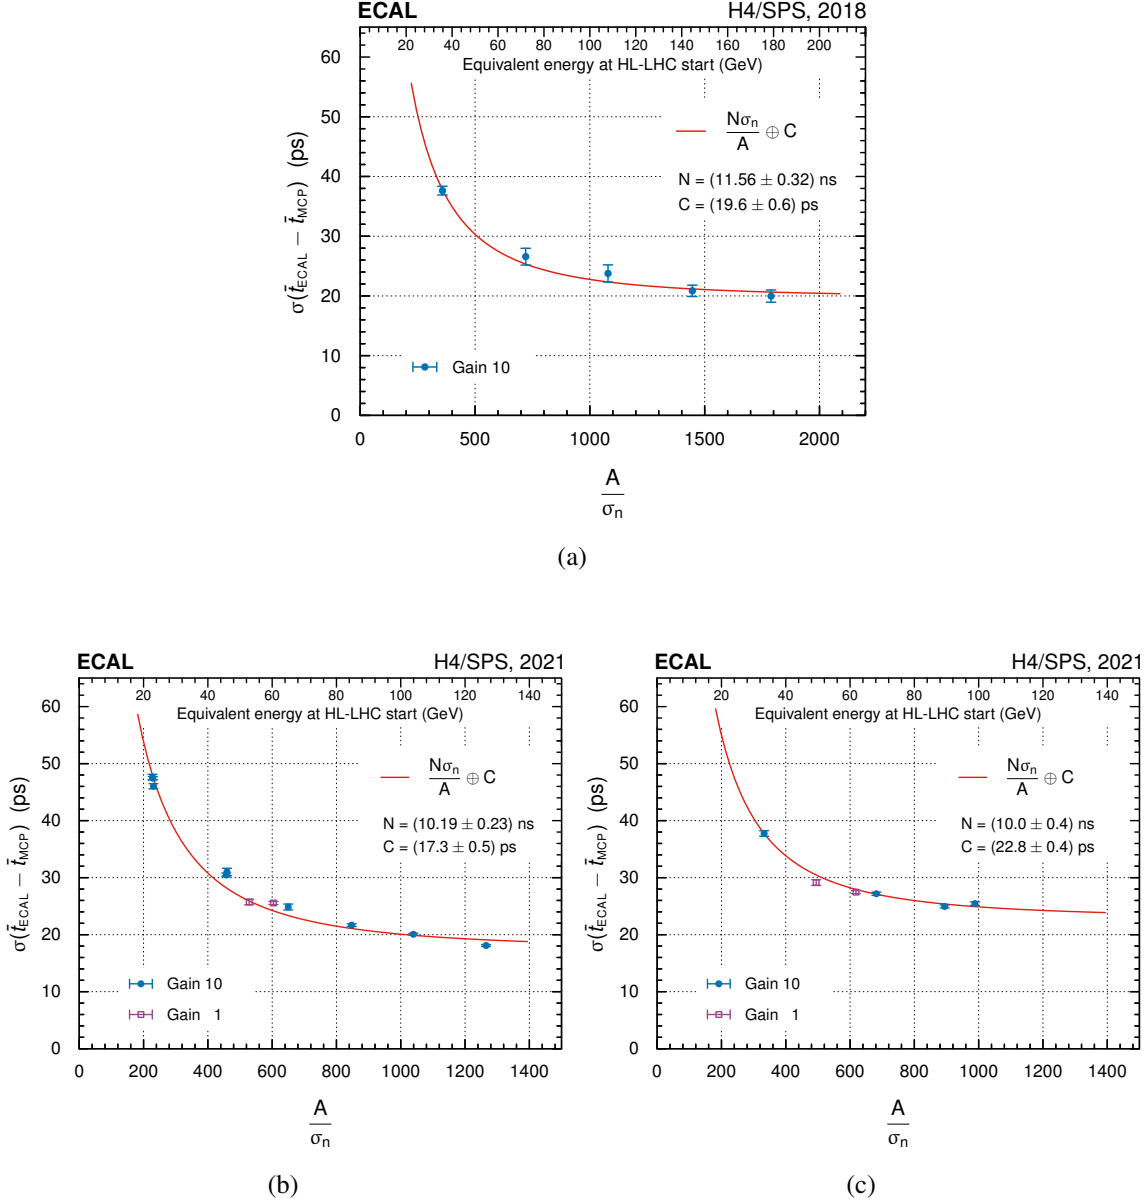 ECAL H4/SPS, 2018
20 40 60 80 100 120 140 160 180 200
Equivalent energy at HL-LHC start (GeV)
60
50
40
30
20
10
0
σ(t̄ECAL − t̄MCP) (ps)
Nσn
A
⊕ C
N = (11.56 ± 0.32) ns
C = (19.6 ± 0.6) ps
Gain 10
0 500 1000 1500 2000
A
σn
(a)
ECAL H4/SPS, 2021
20 40 60 80 100 120 140
Equivalent energy at HL-LHC start (GeV)
60
50
40
30
20
10
0
σ(t̄ECAL − t̄MCP) (ps)
Nσn
A
⊕ C
N = (10.19 ± 0.23) ns
C = (17.3 ± 0.5) ps
Gain 10
Gain 1
0 200 400 600 800 1000 1200 1400
A
σn
(b)
ECAL H4/SPS, 2021
20 40 60 80 100 120 140
Equivalent energy at HL-LHC start (GeV)
60
50
40
30
20
10
0
σ(t̄ECAL − t̄MCP) (ps)
Nσn
A
⊕ C
N = (10.0 ± 0.4) ns
C = (22.8 ± 0.4) ps
Gain 10
Gain 1
0 200 400 600 800 1000 1200 1400
A
σn
(c)